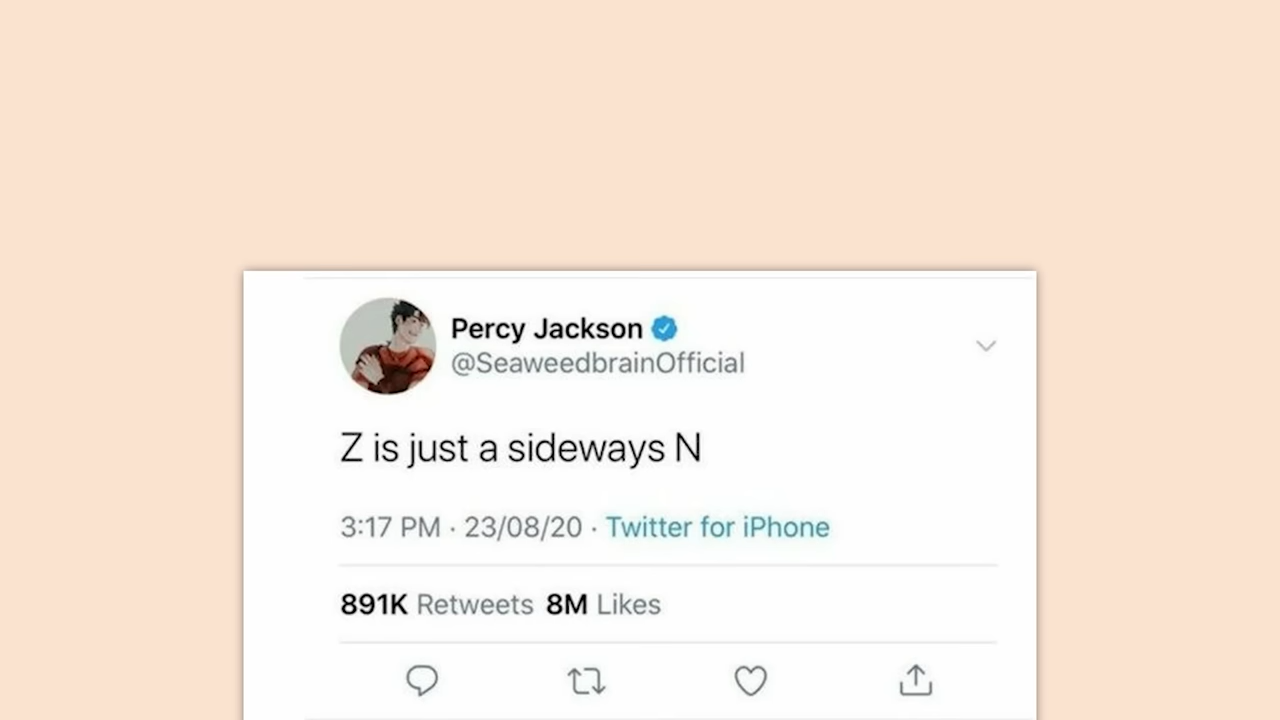 Percy Jackson
@SeaweedbrainOfficial
Z is just a sideways N
3:17 PM · 23/08/20 · Twitter for iPhone
891K Retweets 8M Likes